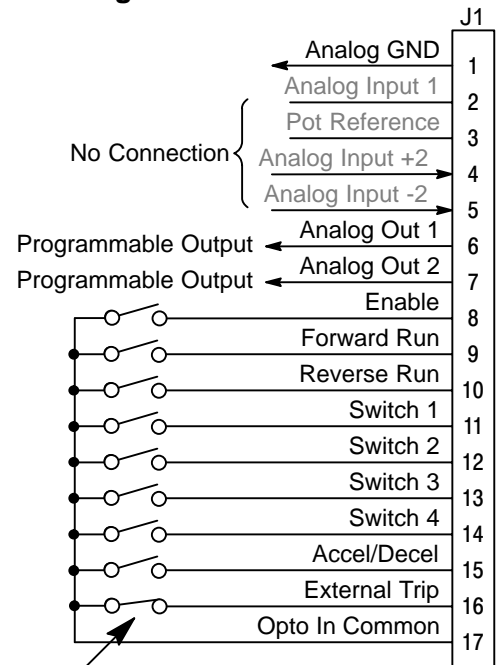 J1
Analog GND 1
Analog Input 1 2
Pot Reference 3
No Connection
Analog Input +2 4
Analog Input -2 5
Programmable Output Analog Out 1 6
Programmable Output Analog Out 2 7
Enable 8
Forward Run 9
Reverse Run 10
Switch 1 11
Switch 2 12
Switch 3 13
Switch 4 14
Accel/Decel 15
External Trip 16
Opto In Common 17